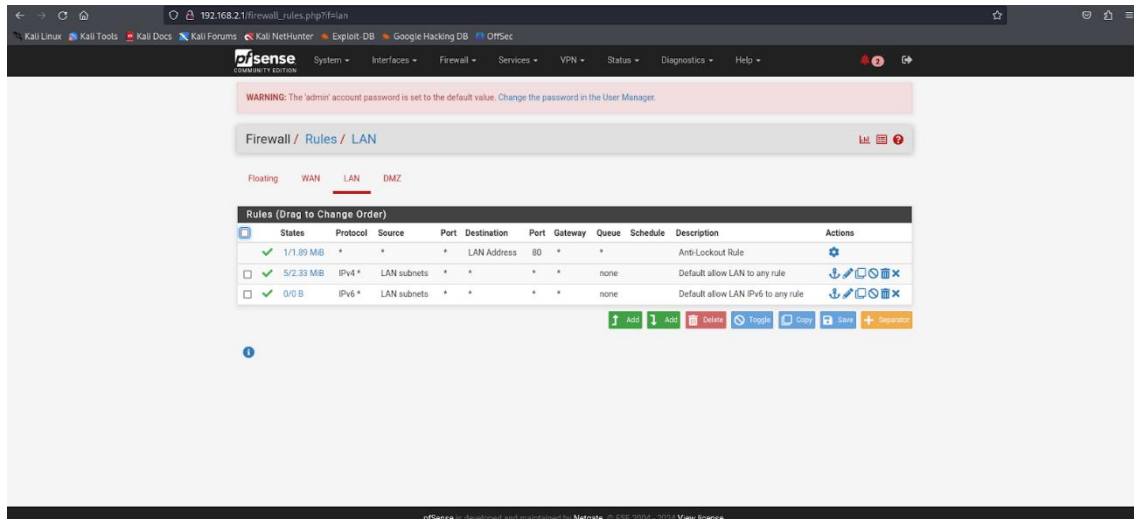 192.168.2.1/firewall_rules.php?if=lan
Kali Linux Kali Tools Kali Docs Kali Forums Kali NetHunter Exploit-DB Google Hacking DB OffSec
pfsense COMMUNITY EDITION System Interfaces Firewall Services VPN Status Diagnostics Help 2
WARNING: The 'admin' account password is set to the default value. Change the password in the User Manager.
Firewall / Rules / LAN
Floating WAN LAN DMZ
Rules (Drag to Change Order)
States Protocol Source Port Destination Port Gateway Queue Schedule Description Actions
1/1.89 MiB * * * LAN Address 80 * * Anti-Lockout Rule
5/2.33 MiB IPv4 * LAN subnets * * * * none Default allow LAN to any rule
0/0 B IPv6 * LAN subnets * * * * none Default allow LAN IPv6 to any rule
Add Add Delete Toggle Copy Save Separator
pfSense is developed and maintained by Netgate. © ESF 2004 - 2024 View license.